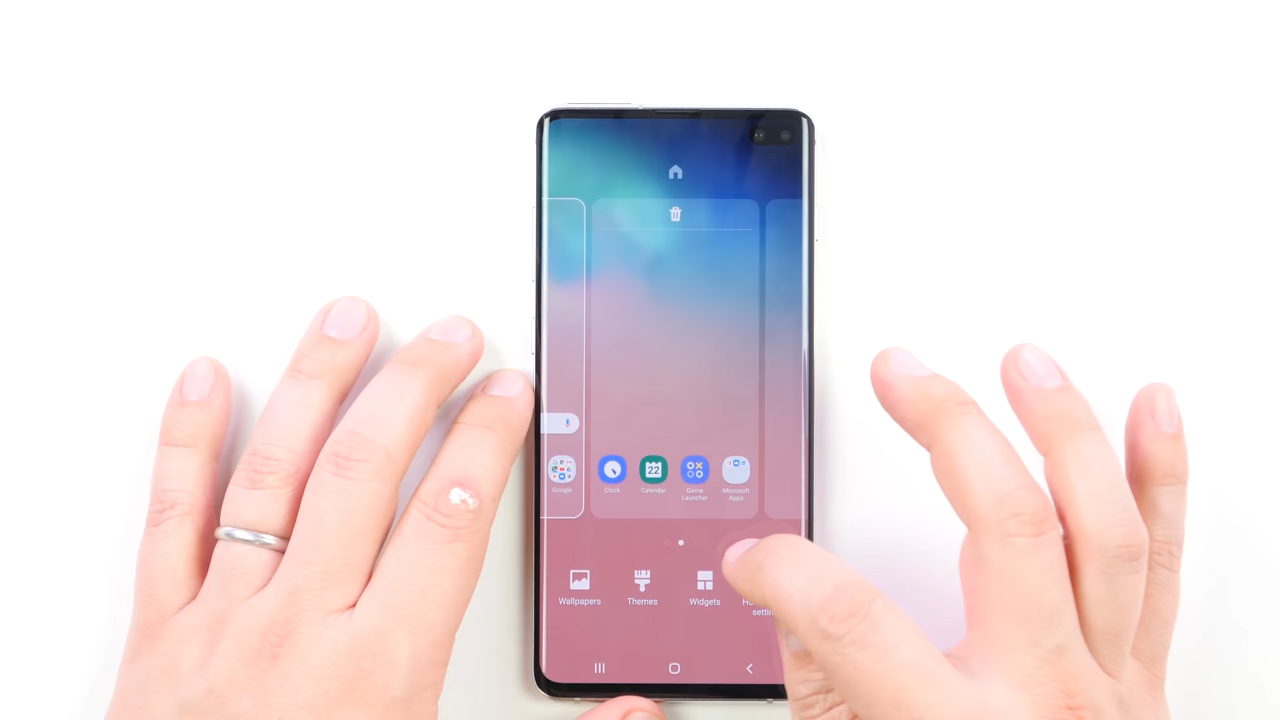 Google
Clock
22
Calendar
Game
Launcher
Microsoft
Apps
Wallpapers
Themes
Widgets